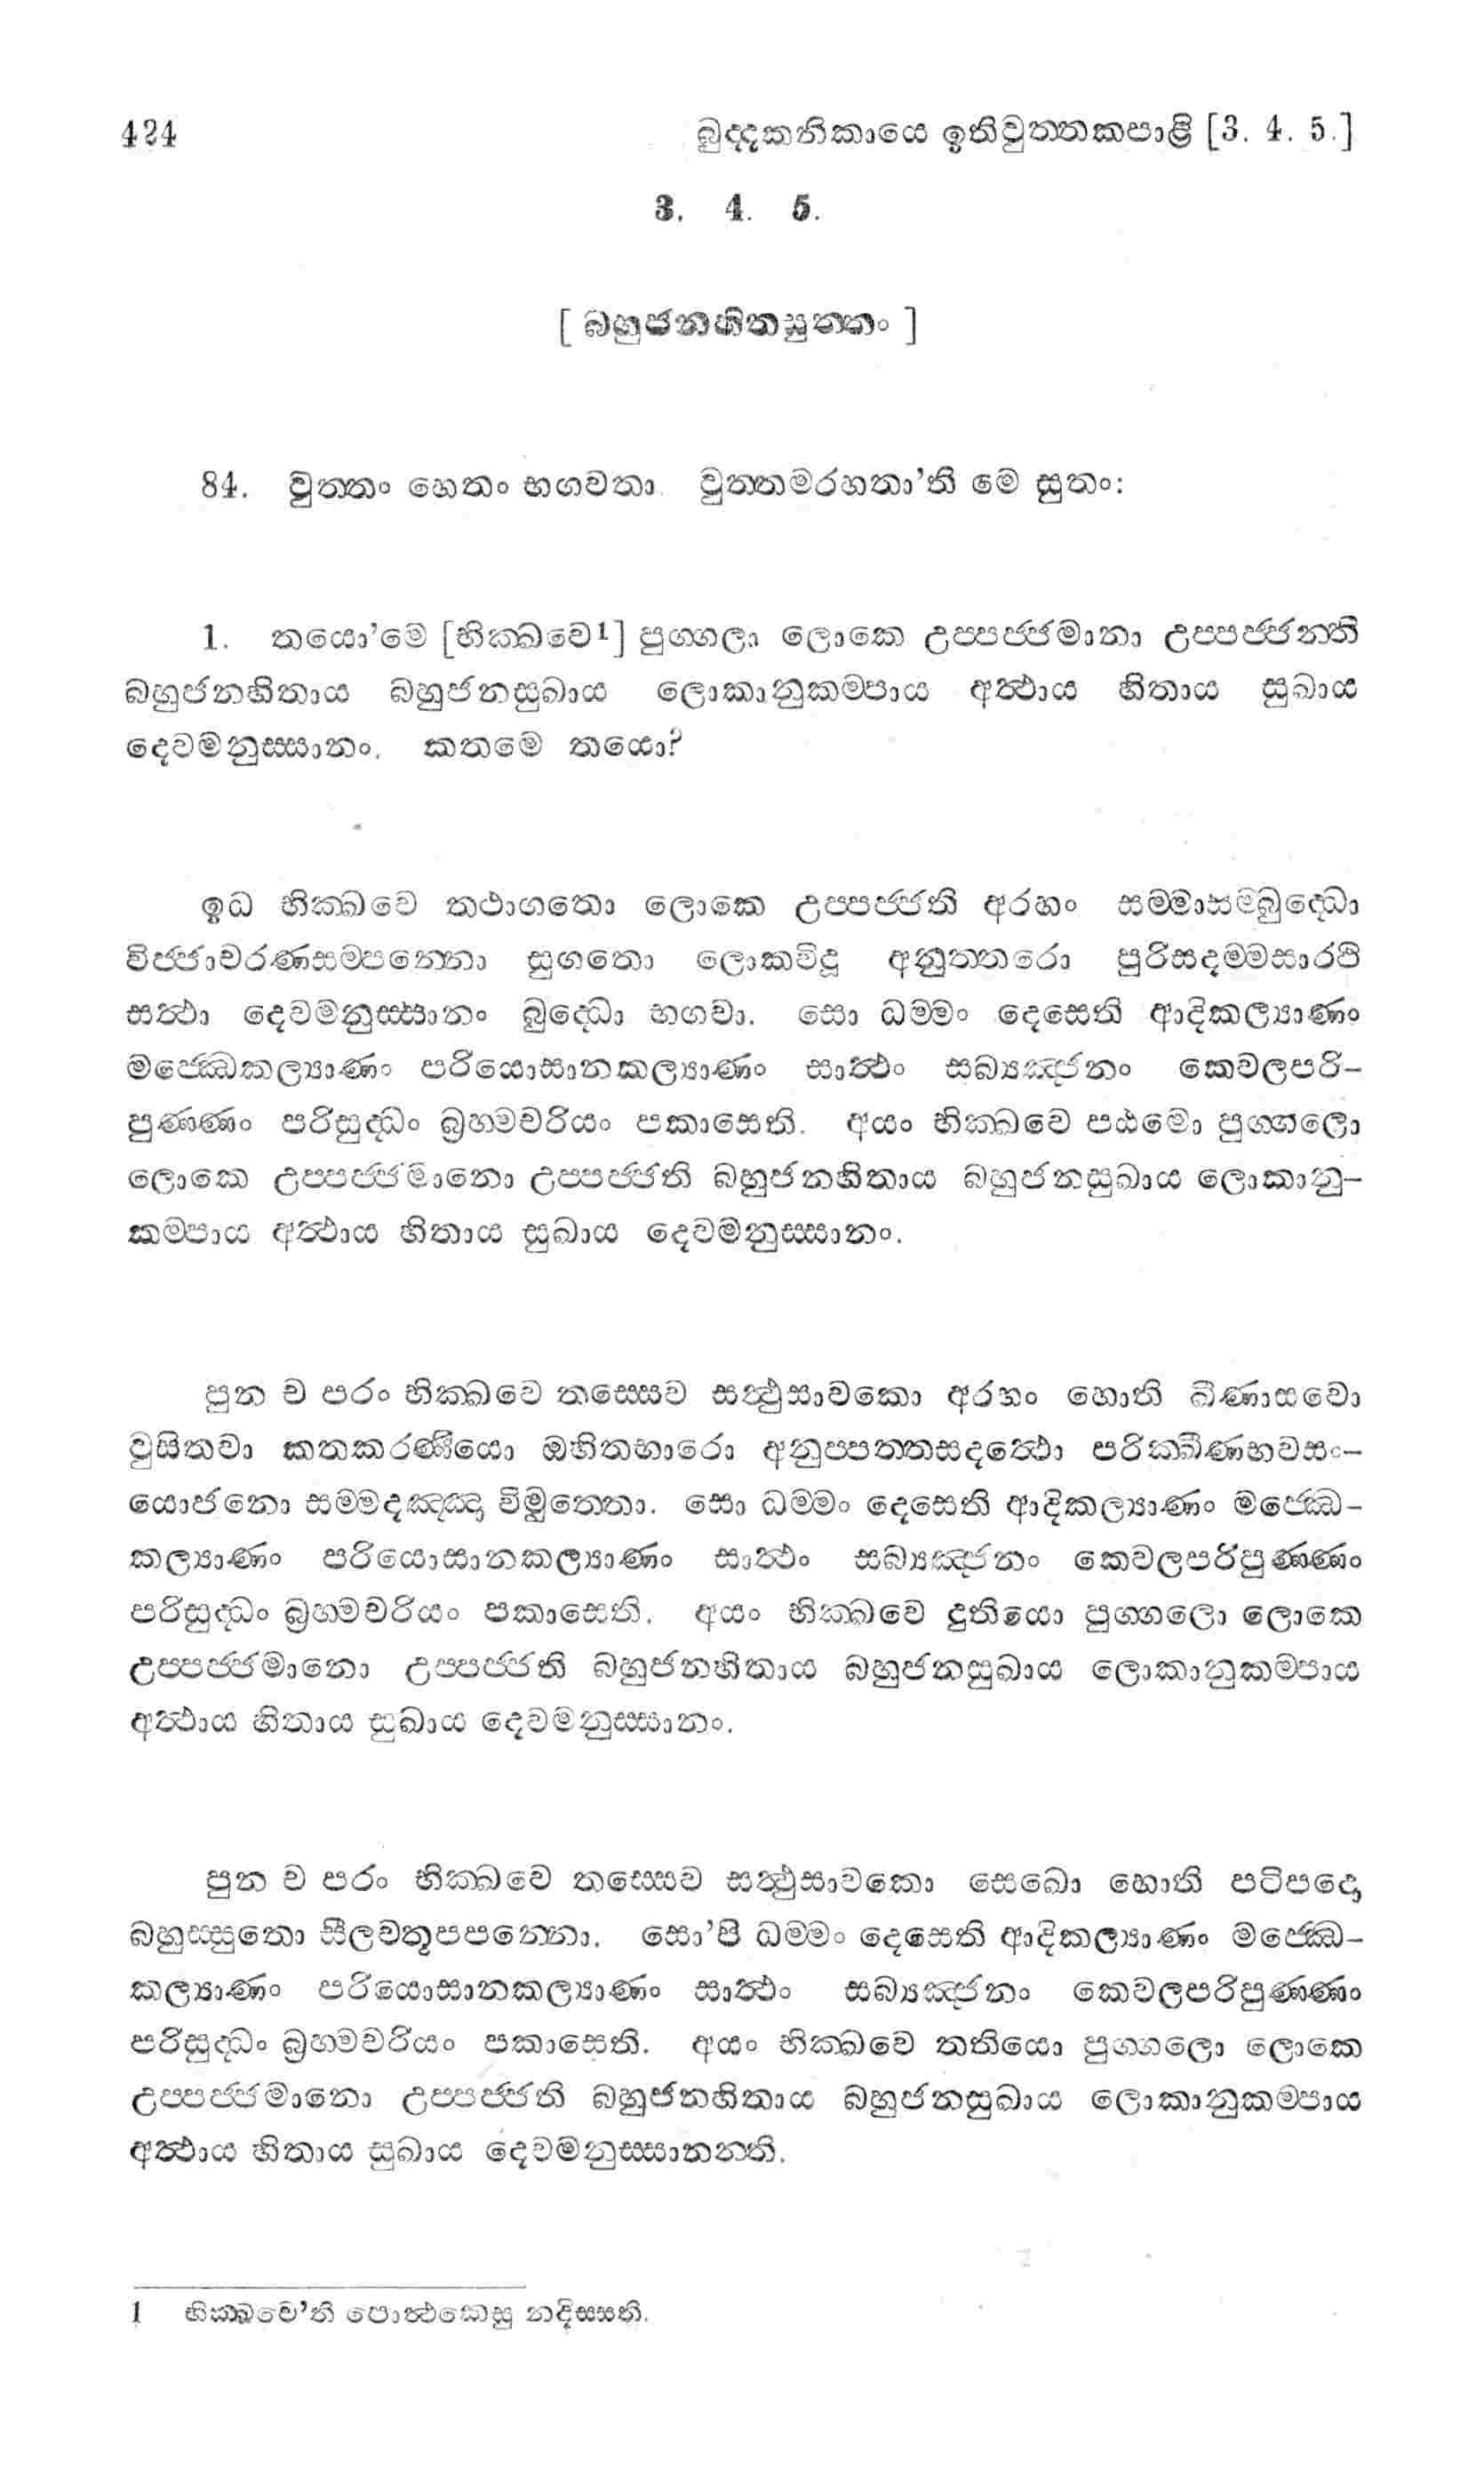 424 ඛුද්දකනිකායෙ ඉතිවුත්තකපාළි [3. 4. 5.]
3. 4. 5.
[ බහුජනහිතසුත්තං ]
84. වුත්තං හෙතං භගවතා වුත්තමරහතා’ති මෙ සුතං:
1. තයො’මෙ [භික්ඛවෙ1] පුග්ගලා ලොකෙ උප්පජ්ජමානා උප්පජ්ජන්ති
බහුජනහිතාය බහුජනසුඛාය ලොකානුකම්පාය අත්ථාය හිතාය සුඛාය
දෙවමනුස්සානං. කතමෙ තයො?
ඉධ භික්ඛවෙ තථාගතො ලොකෙ උප්පජ්ජති අරහං සම්මාසම්බුද්ධො
විජ්ජාචරණසම්පන්නො සුගතො ලොකවිදූ අනුත්තරො පුරිසදම්මසාරථි
සත්ථා දෙවමනුස්සානං බුද්ධො භගවා. සො ධම්මං දෙසෙති ආදිකල්‍යාණං
මජ්ඣෙකල්‍යාණං පරියොසානකල්‍යාණං සාත්ථං සබ්‍යඤ්ජනං කෙවලපරි-
පුණ්ණං පරිසුද්ධං බ්‍රහ්මචරියං පකාසෙති. අයං භික්ඛවෙ පඨමො පුග්ගලො
ලොකෙ උප්පජ්ජමානො උප්පජ්ජති බහුජනහිතාය බහුජනසුඛාය ලොකානු-
කම්පාය අත්ථාය හිතාය සුඛාය දෙවමනුස්සානං.
පුන ච පරං භික්ඛවෙ තස්සෙව සත්ථුසාවකො අරහං හොති ඛීණාසවො
වුසිතවා කතකරණීයො ඔහිතභාරො අනුප්පත්තසදත්ථො පරික්ඛීණභවසං-
යොජනො සම්මදඤ්ඤා විමුත්තො. සො ධම්මං දෙසෙති ආදිකල්‍යාණං මජ්ඣෙ-
කල්‍යාණං පරියොසානකල්‍යාණං සාත්ථං සබ්‍යඤ්ජනං කෙවලපරිපුණ්ණං
පරිසුද්ධං බ්‍රහ්මචරියං පකාසෙති. අයං භික්ඛවෙ දුතියො පුග්ගලො ලොකෙ
උප්පජ්ජමානො උප්පජ්ජති බහුජනහිතාය බහුජනසුඛාය ලොකානුකම්පාය
අත්ථාය හිතාය සුඛාය දෙවමනුස්සානං.
පුන ච පරං භික්ඛවෙ තස්සෙව සත්ථුසාවකො සෙඛො හොති පටිපදො
බහුස්සුතො සීලවතූපපන්නො. සො’පි ධම්මං දෙසෙති ආදිකල්‍යාණං මජ්ඣෙ-
කල්‍යාණං පරියොසානකල්‍යාණං සාත්ථං සබ්‍යඤ්ජනං කෙවලපරිපුණ්ණං
පරිසුද්ධං බ්‍රහ්මචරියං පකාසෙති. අයං භික්ඛවෙ තතියො පුග්ගලො ලොකෙ
උප්පජ්ජමානො උප්පජ්ජති බහුජනහිතාය බහුජනසුඛාය ලොකානුකම්පාය
අත්ථාය හිතාය සුඛාය දෙවමනුස්සානන්ති.
1 භික්ඛවෙ’ති පොත්ථකෙසු නදිස්සති.